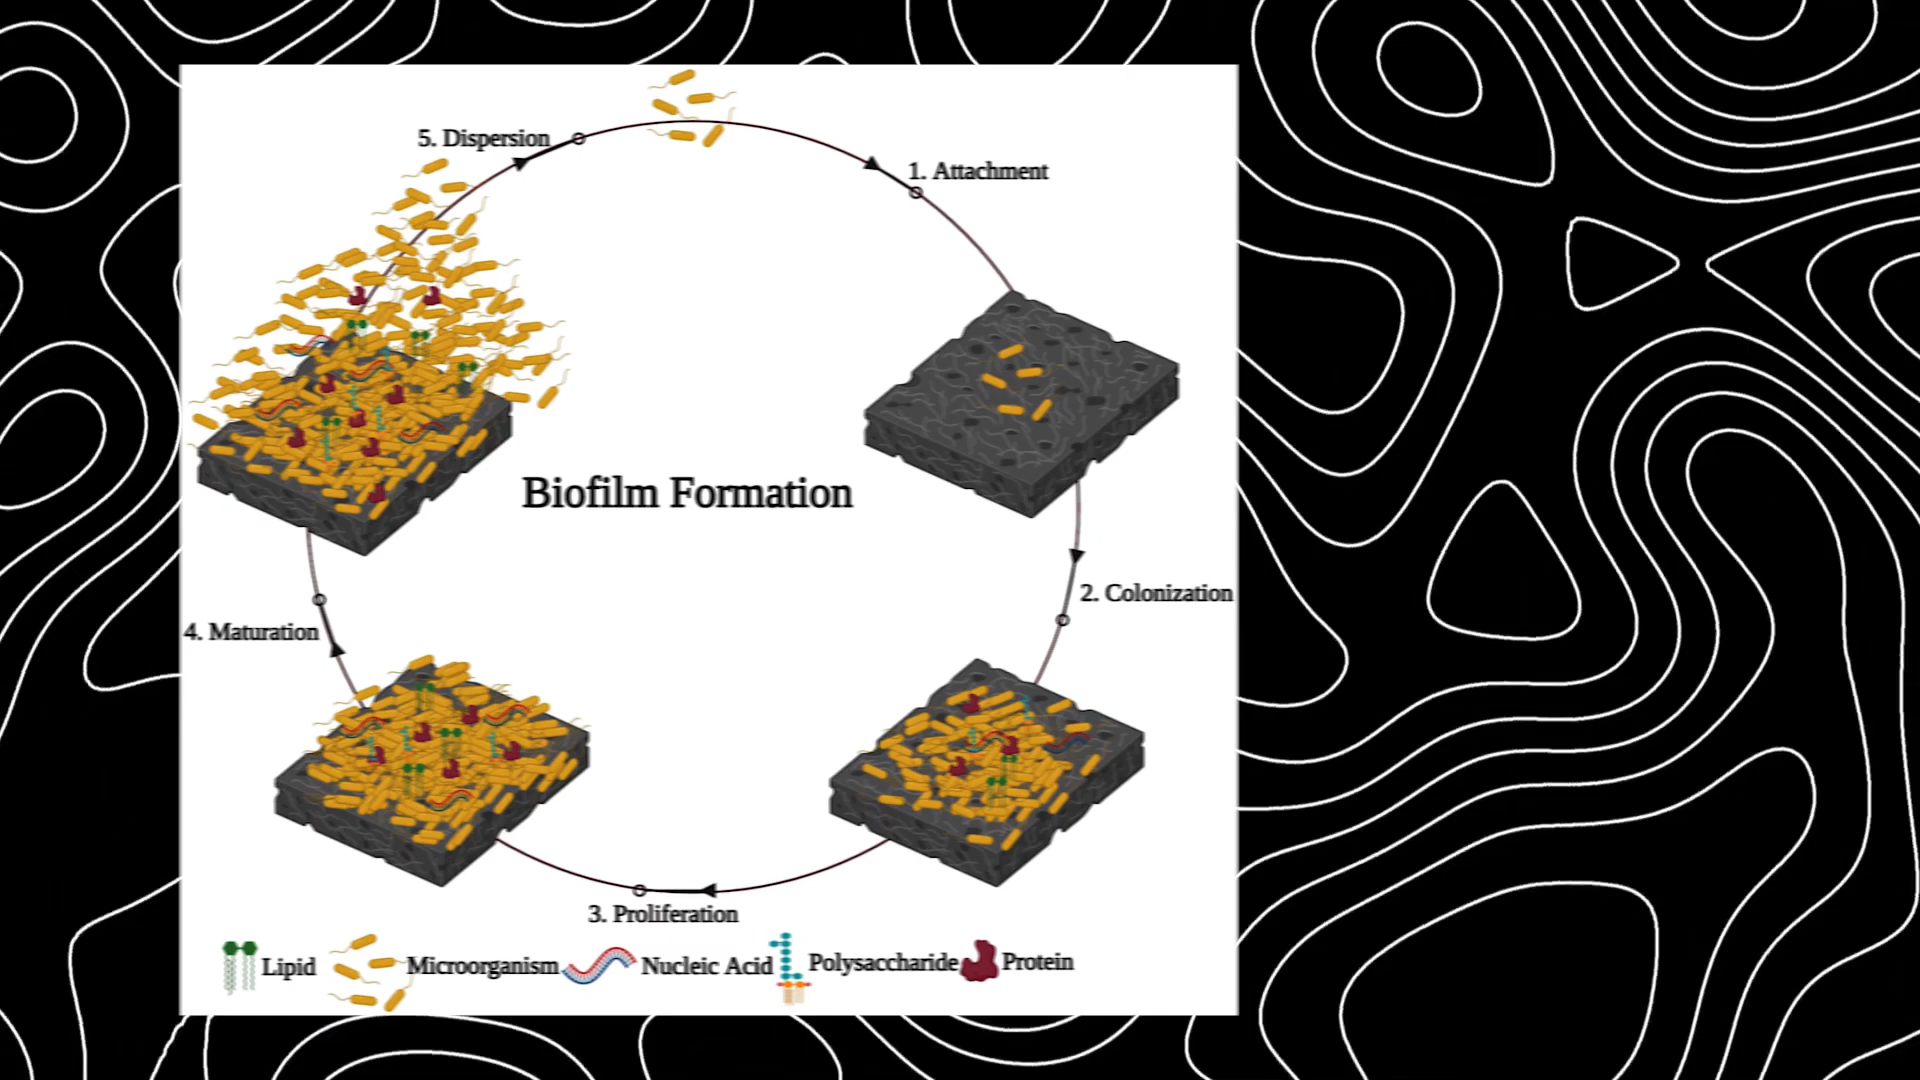 5. Dispersion
1. Attachment
Biofilm Formation
2. Colonization
4. Maturation
3. Proliferation
Lipid
Microorganism
Nucleic Acid
Polysaccharide
Protein